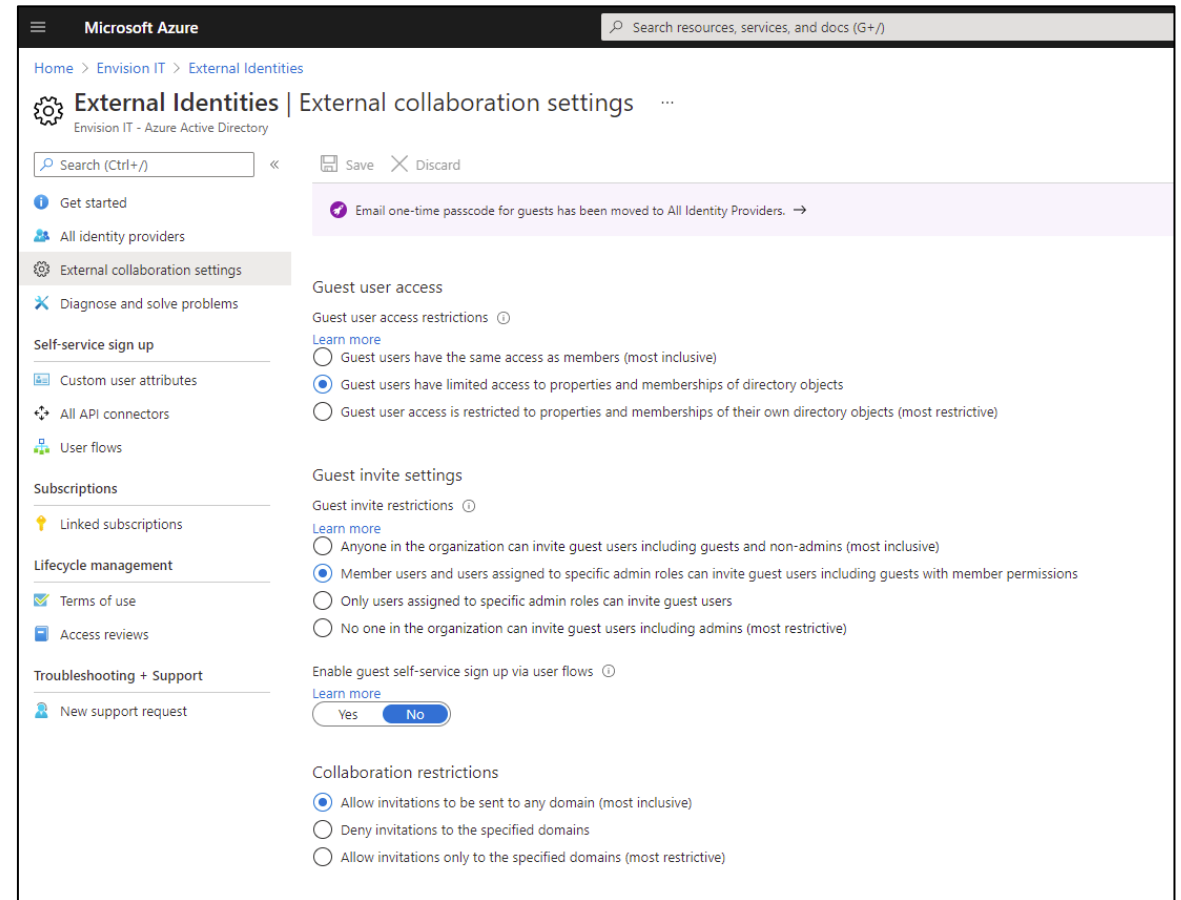 Microsoft Azure
Search resources, services, and docs (G+/)
Home > Envision IT > External Identities
External Identities | External collaboration settings ...
Envision IT - Azure Active Directory
Search (Ctrl+/) «
Save Discard
Get started
Email one-time passcode for guests has been moved to All Identity Providers. →
All identity providers
External collaboration settings
Diagnose and solve problems
Self-service sign up
Custom user attributes
All API connectors
User flows
Subscriptions
Linked subscriptions
Lifecycle management
Terms of use
Access reviews
Troubleshooting + Support
New support request
Guest user access
Guest user access restrictions
Learn more
Guest users have the same access as members (most inclusive)
Guest users have limited access to properties and memberships of directory objects
Guest user access is restricted to properties and memberships of their own directory objects (most restrictive)
Guest invite settings
Guest invite restrictions
Learn more
Anyone in the organization can invite guest users including guests and non-admins (most inclusive)
Member users and users assigned to specific admin roles can invite guest users including guests with member permissions
Only users assigned to specific admin roles can invite guest users
No one in the organization can invite guest users including admins (most restrictive)
Enable guest self-service sign up via user flows
Learn more
Yes No
Collaboration restrictions
Allow invitations to be sent to any domain (most inclusive)
Deny invitations to the specified domains
Allow invitations only to the specified domains (most restrictive)